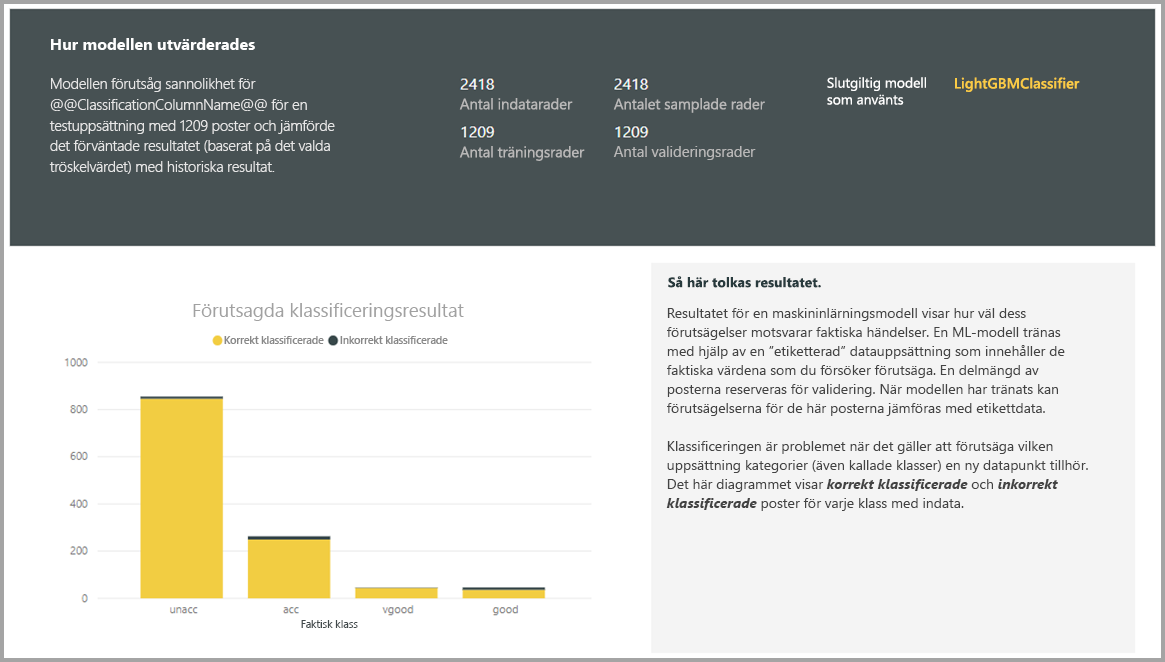 Hur modellen utvärderades
Modellen förutsåg sannolikhet för
@@ClassificationColumnName@@ för en
testuppsättning med 1209 poster och jämförde
det förväntade resultatet (baserat på det valda
tröskelvärdet) med historiska resultat.
2418
Antal indatarader
2418
Antalet samplade rader
1209
Antal träningsrader
1209
Antal valideringsrader
Slutgiltig modell
som använts
LightGBMClassifier
Förutsagda klassificeringsresultat
Korrekt klassificerade Inkorrekt klassificerade
1000
800
600
400
200
0
unacc acc vgood good
Faktisk klass
Så här tolkas resultatet.
Resultatet för en maskininlärningsmodell visar hur väl dess
förutsägelser motsvarar faktiska händelser. En ML-modell tränas
med hjälp av en ”etiketterad” datauppsättning som innehåller de
faktiska värdena som du försöker förutsäga. En delmängd av
posterna reserveras för validering. När modellen har tränats kan
förutsägelserna för de här posterna jämföras med etikettdata.
Klassificeringen är problemet när det gäller att förutsäga vilken
uppsättning kategorier (även kallade klasser) en ny datapunkt tillhör.
Det här diagrammet visar korrekt klassificerade och inkorrekt
klassificerade poster för varje klass med indata.